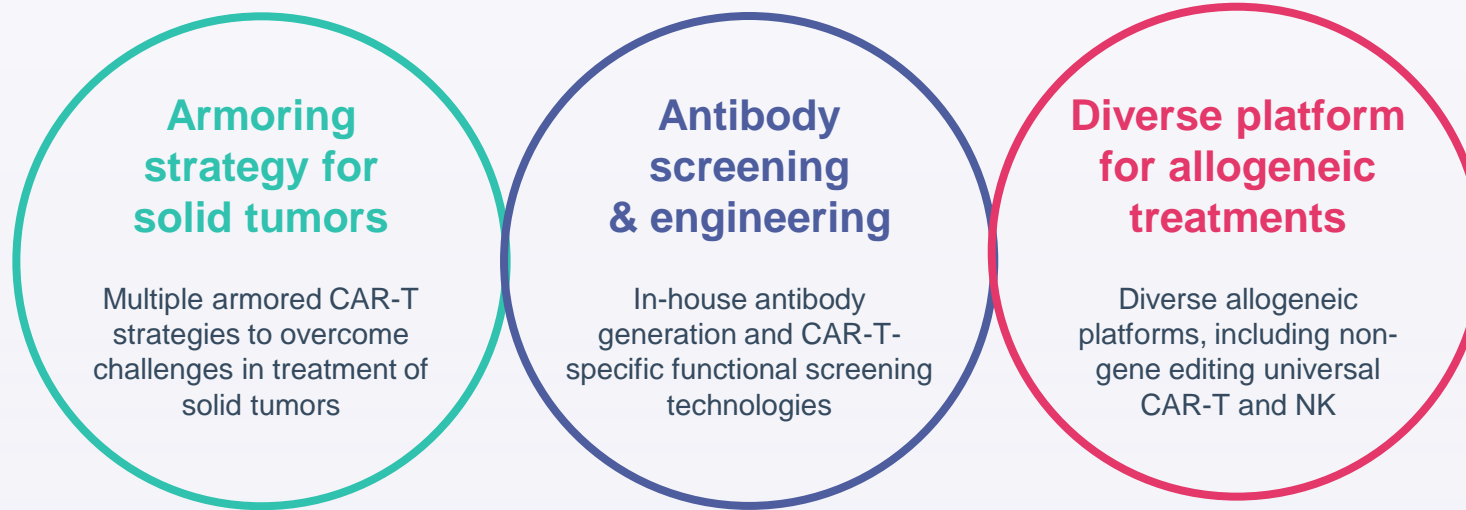 Armoring
strategy for
solid tumors
Multiple armored CAR-T
strategies to overcome
challenges in treatment of
solid tumors
Antibody
screening
& engineering
In-house antibody
generation and CAR-T-
specific functional screening
technologies
Diverse platform
for allogeneic
treatments
Diverse allogeneic
platforms, including non-
gene editing universal
CAR-T and NK